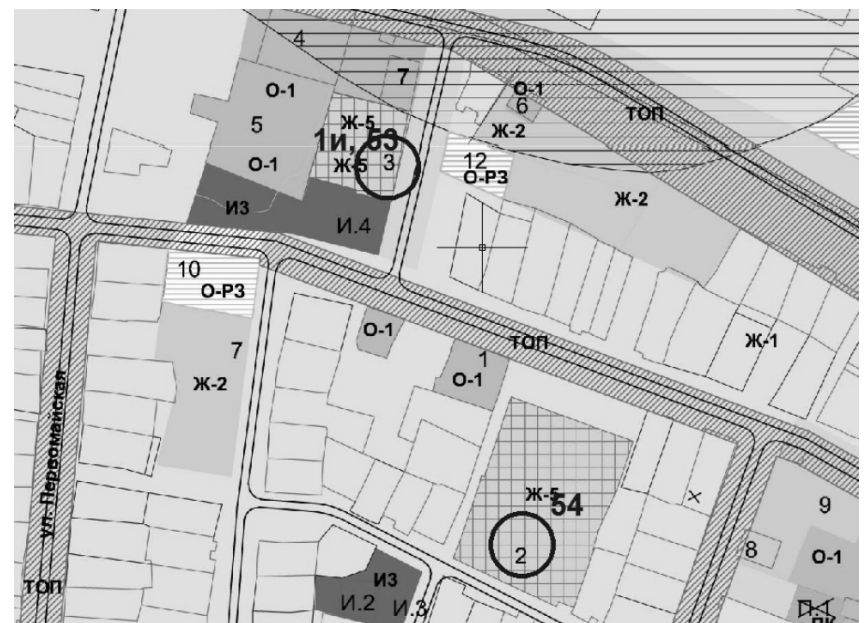 4
7
О-1
5
О-1
Ж-5
1и, 53
Ж-5
3
О-1
6
Ж-2
ТОП
12
О-РЗ
Ж-2
ИЗ
И.4
10
О-РЗ
7
Ж-2
О-1
1
О-1
ТОП
Ж-1
ул. Первомайская
ТОП
Ж-5
54
2
ИЗ
И.2
И.3
9
8
О-1
ПК